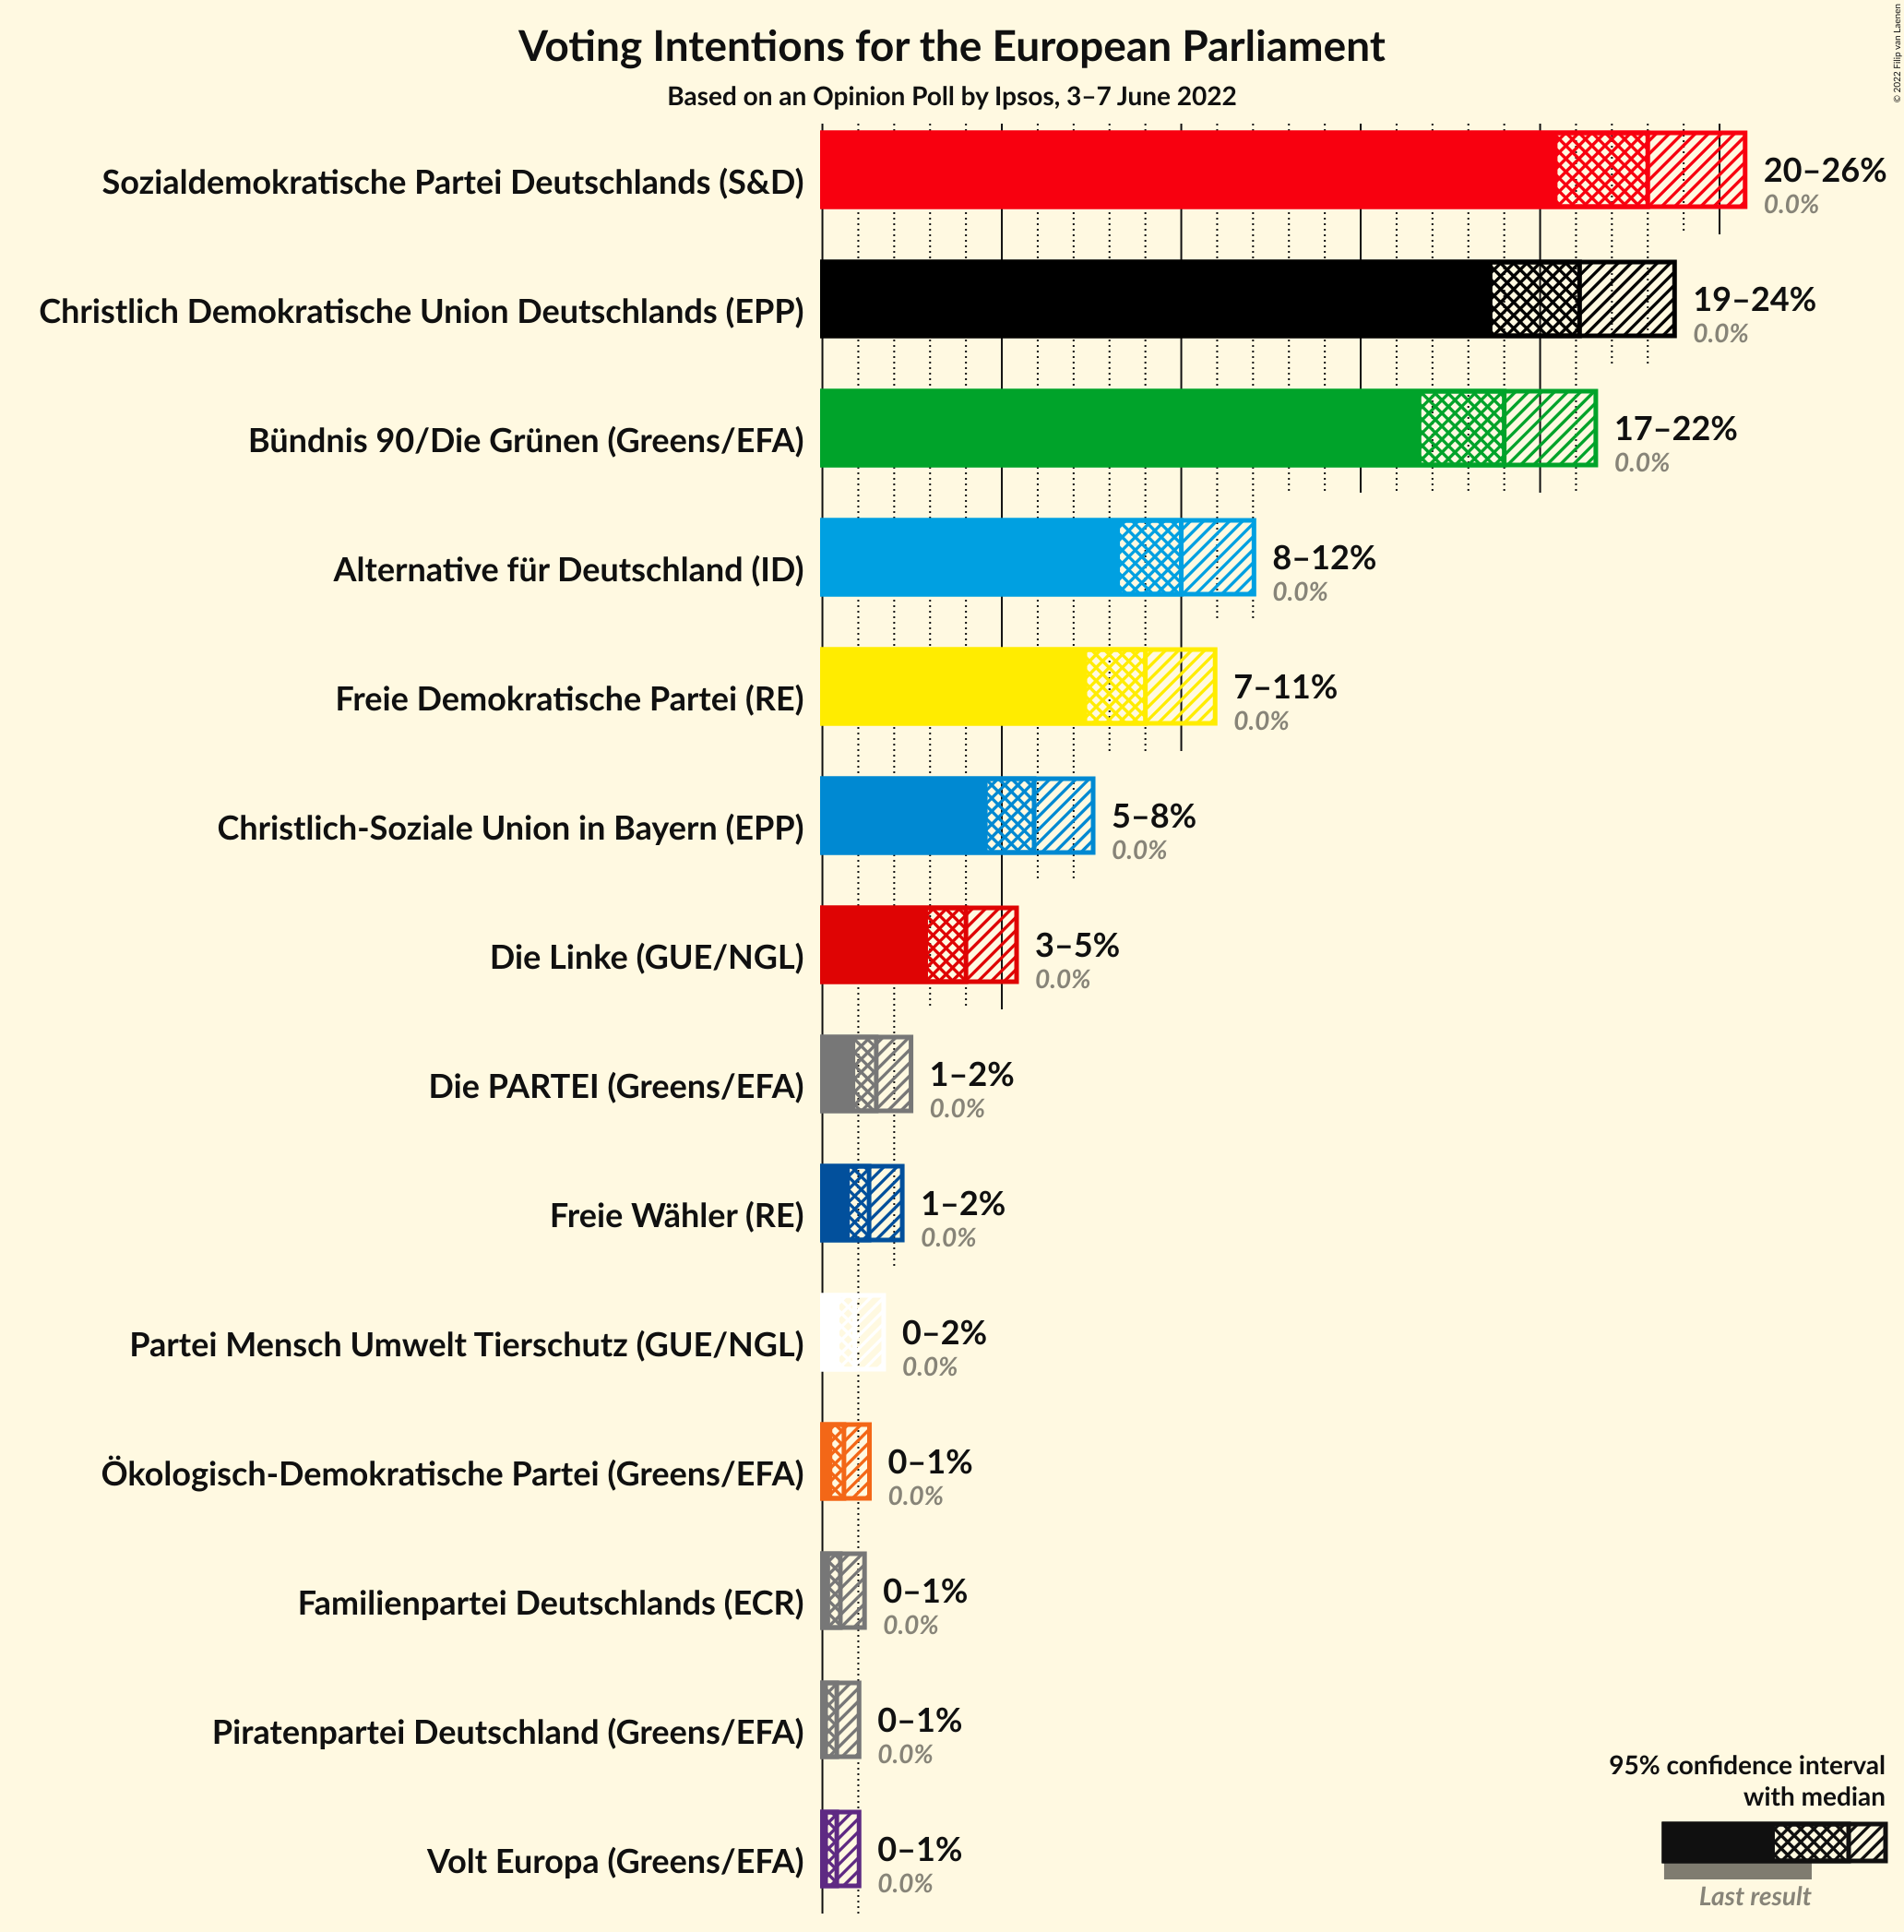 Voting Intentions for the European Parliament
Based on an Opinion Poll by Ipsos, 3–7 June 2022
© 2022 Filip van Laenen
Sozialdemokratische Partei Deutschlands (S&D)
20–26%
0.0%
Christlich Demokratische Union Deutschlands (EPP)
19–24%
0.0%
Bündnis 90/Die Grünen (Greens/EFA)
17–22%
0.0%
Alternative für Deutschland (ID)
8–12%
0.0%
Freie Demokratische Partei (RE)
7–11%
0.0%
Christlich-Soziale Union in Bayern (EPP)
5–8%
0.0%
Die Linke (GUE/NGL)
3–5%
0.0%
Die PARTEI (Greens/EFA)
1–2%
0.0%
Freie Wähler (RE)
1–2%
0.0%
Partei Mensch Umwelt Tierschutz (GUE/NGL)
0–2%
0.0%
Ökologisch-Demokratische Partei (Greens/EFA)
0–1%
0.0%
Familienpartei Deutschlands (ECR)
0–1%
0.0%
Piratenpartei Deutschland (Greens/EFA)
0–1%
0.0%
Volt Europa (Greens/EFA)
0–1%
0.0%
95% confidence interval
with median
Last result